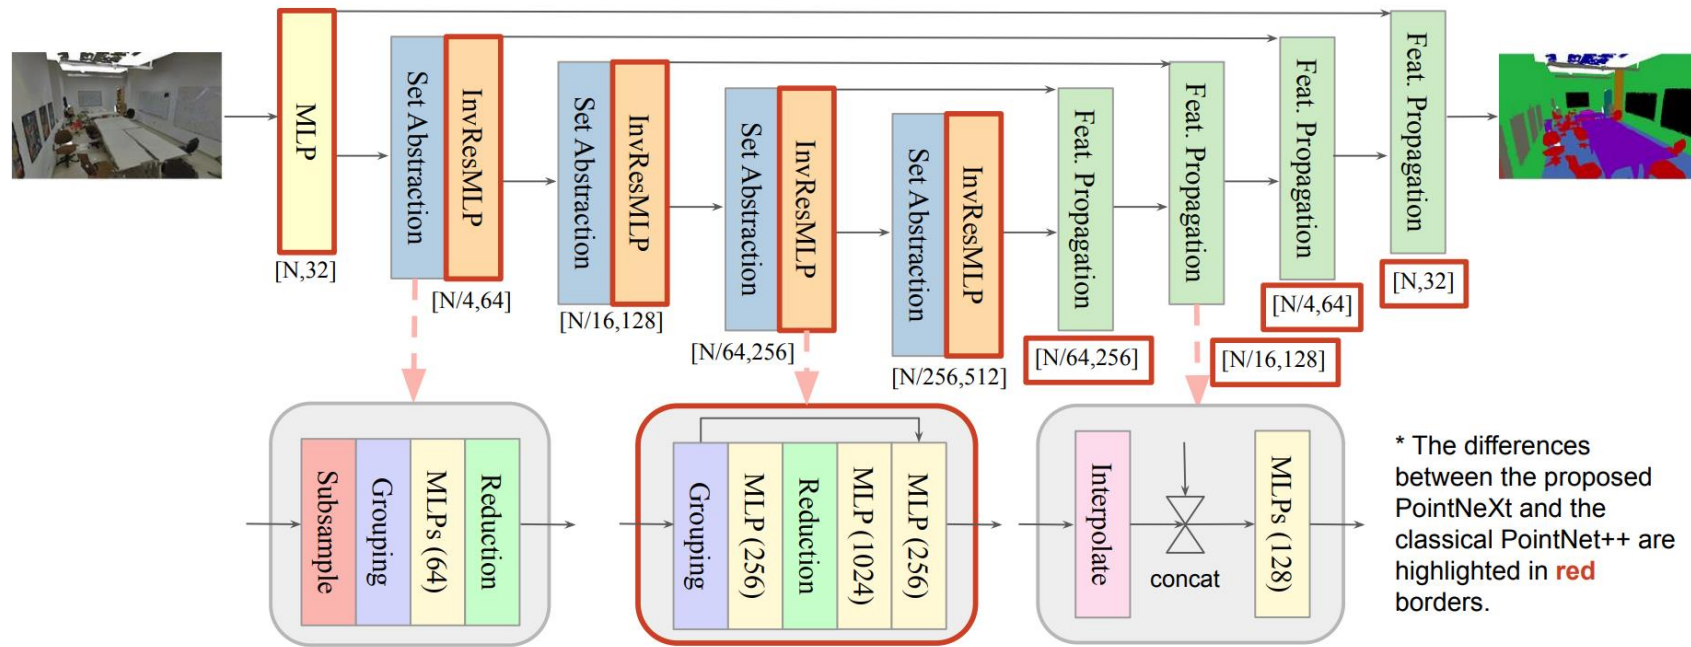 MLP
[N,32]
Set Abstraction
InvResMLP
[N/4,64]
Set Abstraction
InvResMLP
[N/16,128]
Set Abstraction
InvResMLP
[N/64,256]
Set Abstraction
InvResMLP
[N/256,512]
Feat. Propagation
[N/64,256]
Feat. Propagation
[N/16,128]
Feat. Propagation
[N/4,64]
Feat. Propagation
[N,32]
Subsample
Grouping
MLPs (64)
Reduction
Grouping
MLP (256)
Reduction
MLP (1024)
MLP (256)
Interpolate
concat
MLPs (128)
* The differences
between the proposed
PointNeXt and the
classical PointNet++ are
highlighted in red
borders.